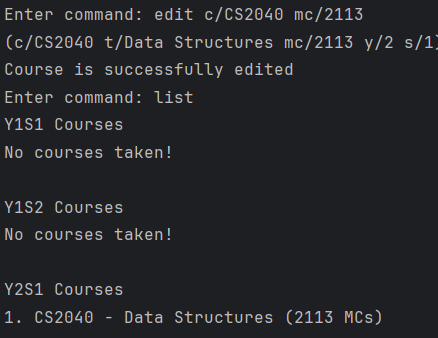 Enter command: edit c/CS2040 mc/2113
(c/CS2040 t/Data Structures mc/2113 y/2 s/1)
Course is successfully edited
Enter command: list
Y1S1 Courses
No courses taken!
Y1S2 Courses
No courses taken!
Y2S1 Courses
1. CS2040 - Data Structures (2113 MCs)